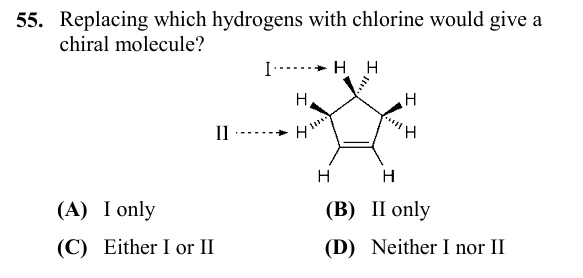 55. Replacing which hydrogens with chlorine would give a
chiral molecule?
I H H
H H
II H H
H H
(A) I only (B) II only
(C) Either I or II (D) Neither I nor II